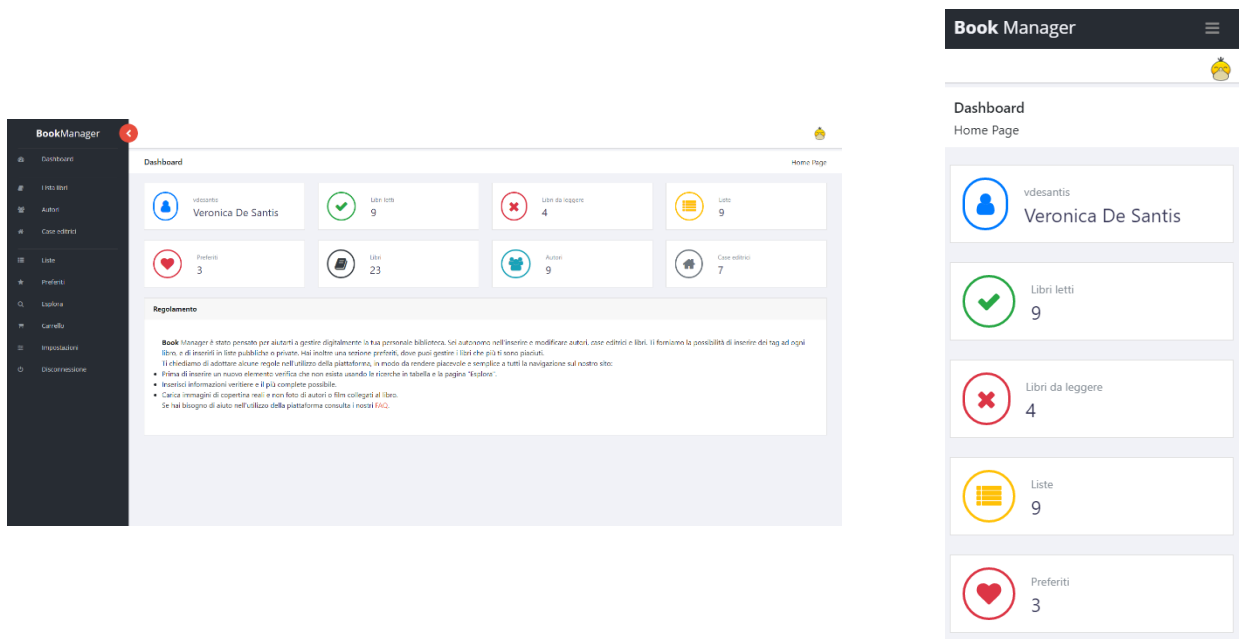 BookManager
Dashboard
Lista libri
Autori
Case editrici
Liste
Preferiti
Esplora
Carrello
Impostazioni
Disconnessione
Dashboard
Home Page
vdesantis
Veronica De Santis
Libri letti
9
Libri da leggere
4
Liste
9
Preferiti
3
Libri
23
Autori
9
Case editrici
7
Regolamento
Book Manager è stato pensato per aiutarti a gestire digitalmente la tua personale biblioteca. Sei autonomo nell'inserire e modificare autori, case editrici e libri. Ti forniamo la possibilità di inserire dei tag ad ogni
libro, e di inserirli in liste pubbliche o private. Hai inoltre una sezione preferiti, dove puoi gestire i libri che più ti sono piaciuti.
Ti chiediamo di adottare alcune regole nell'utilizzo della piattaforma, in modo da rendere piacevole e semplice a tutti la navigazione sul nostro sito:
• Prima di inserire un nuovo elemento verifica che non esista usando le ricerche in tabella e la pagina "Esplora".
• Inserisci informazioni veritiere e il più complete possibile.
• Carica immagini di copertina reali e non foto di autori o film collegati al libro.
Se hai bisogno di aiuto nell'utilizzo della piattaforma consulta i nostri FAQ.
Book Manager
Dashboard
Home Page
vdesantis
Veronica De Santis
Libri letti
9
Libri da leggere
4
Liste
9
Preferiti
3